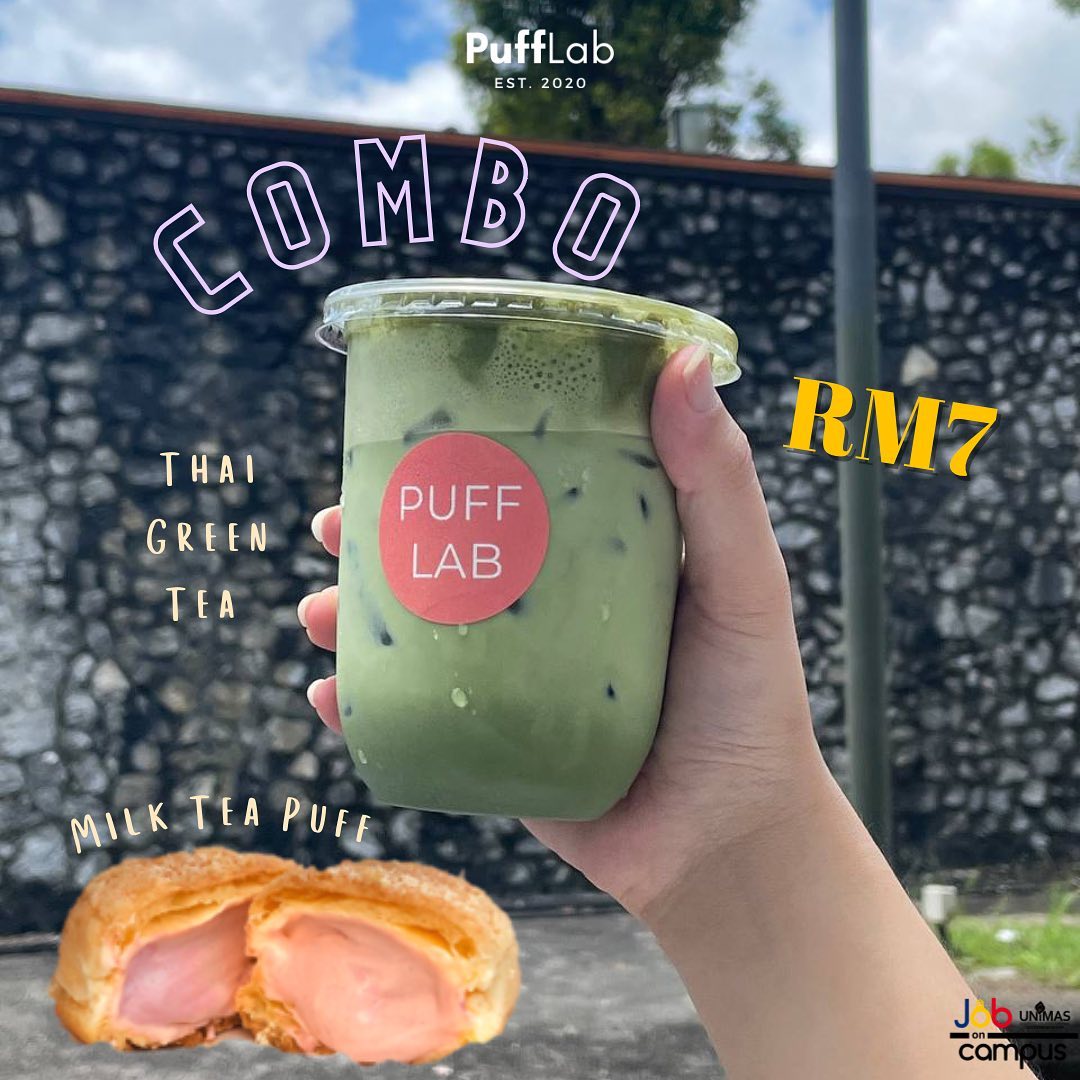 PuffLab
EST. 2020
COMBO
RM7
THAI
GREEN
TEA
PUFF
LAB
MILK TEA PUFF
Job UNIMAS
on
campus